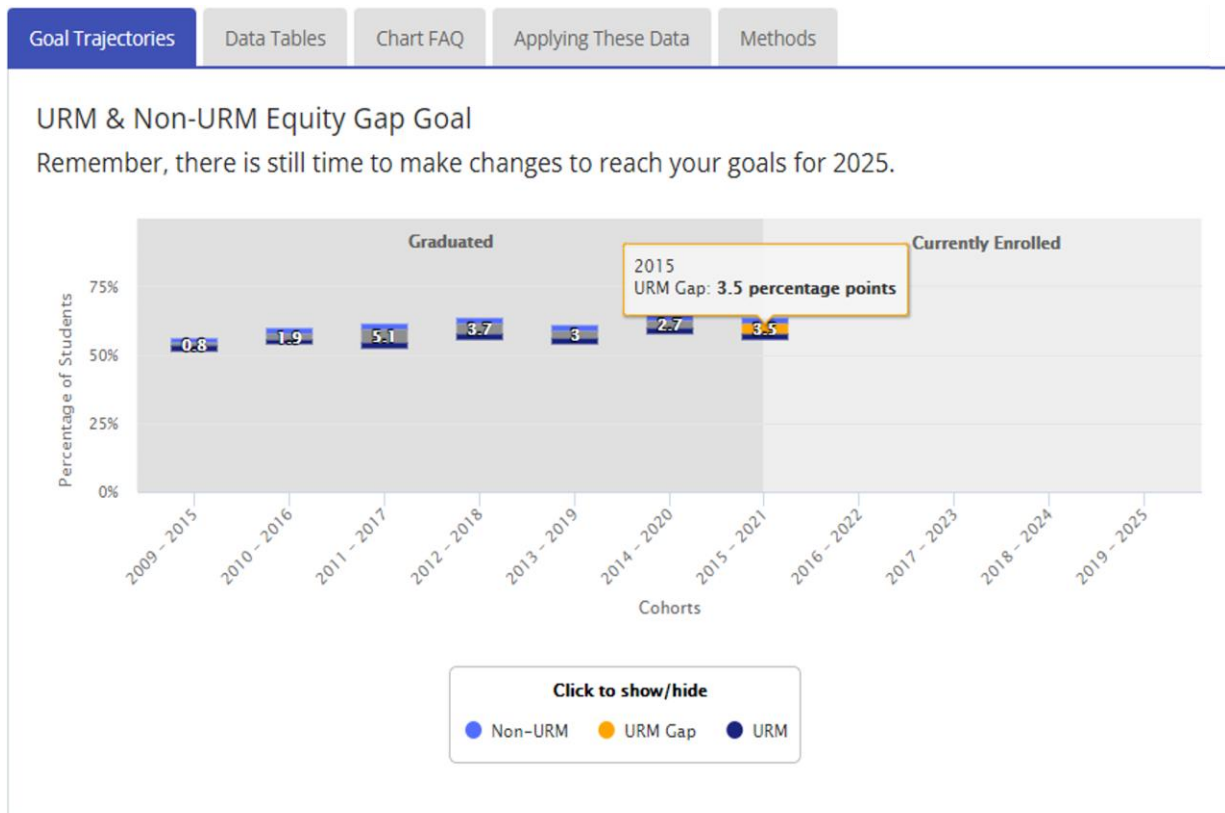 Goal Trajectories
Data Tables
Chart FAQ
Applying These Data
Methods
URM & Non-URM Equity Gap Goal
Remember, there is still time to make changes to reach your goals for 2025.
Graduated
Currently Enrolled
2015
URM Gap: 3.5 percentage points
Percentage of Students
75%
50%
25%
0%
0.8
1.9
5.1
3.7
3
2.7
3.5
2009 - 2015
2010 - 2016
2011 - 2017
2012 - 2018
2013 - 2019
2014 - 2020
2015 - 2021
2016 - 2022
2017 - 2023
2018 - 2024
2019 - 2025
Cohorts
Click to show/hide
Non-URM
URM Gap
URM